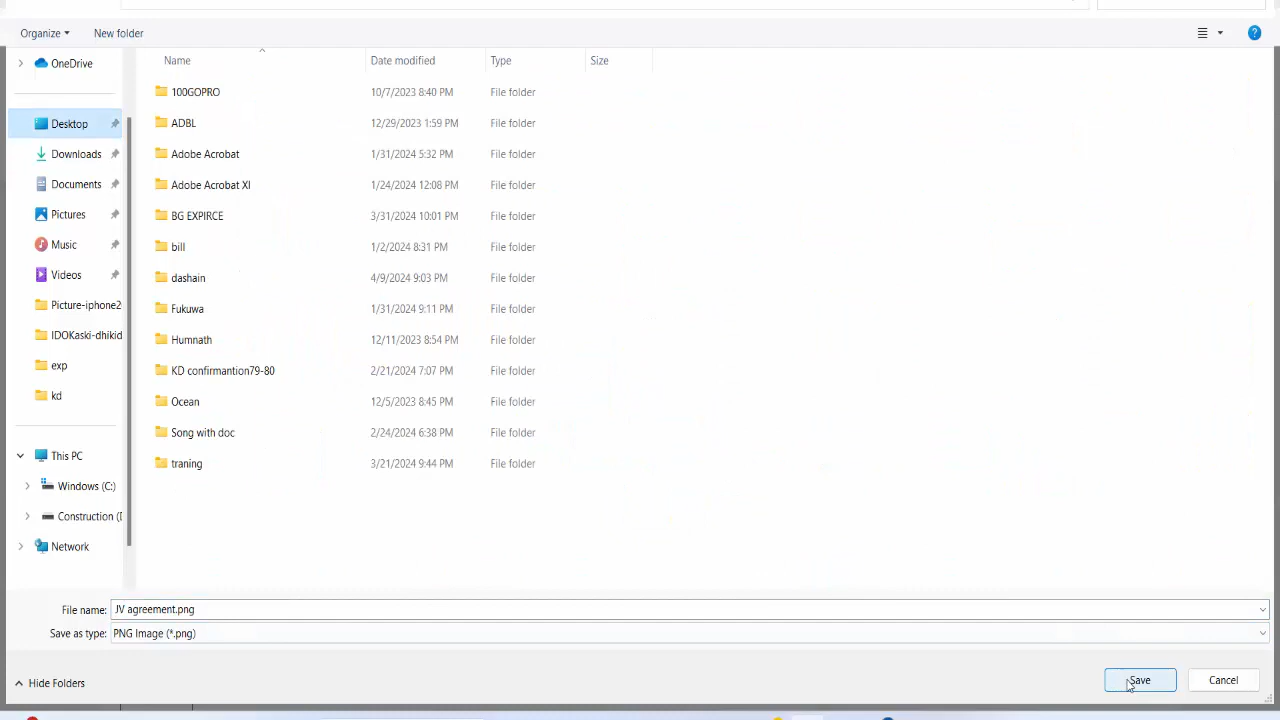 Organize New folder
OneDrive
Name Date modified Type Size
100GOPRO 10/7/2023 8:40 PM File folder
Desktop ADBL 12/29/2023 1:59 PM File folder
Downloads Adobe Acrobat 1/31/2024 5:32 PM File folder
Documents Adobe Acrobat XI 1/24/2024 12:08 PM File folder
Pictures BG EXPIRCE 3/31/2024 10:01 PM File folder
Music bill 1/2/2024 8:31 PM File folder
Videos dashain 4/9/2024 9:03 PM File folder
Picture-iphone2 Fukuwa 1/31/2024 9:11 PM File folder
IDOKaski-dhikid Humnath 12/11/2023 8:54 PM File folder
exp KD confirmantion79-80 2/21/2024 7:07 PM File folder
kd Ocean 12/5/2023 8:45 PM File folder
Song with doc 2/24/2024 6:38 PM File folder
This PC traning 3/21/2024 9:44 PM File folder
Windows (C:)
Construction (D
Network
File name: JV agreement.png
Save as type: PNG Image (*.png)
Hide Folders Save Cancel